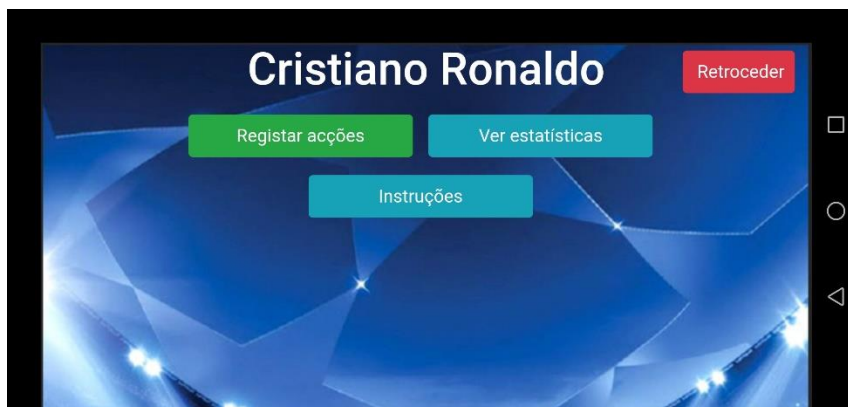 Cristiano Ronaldo
Retroceder
Registar acções
Ver estatísticas
Instruções